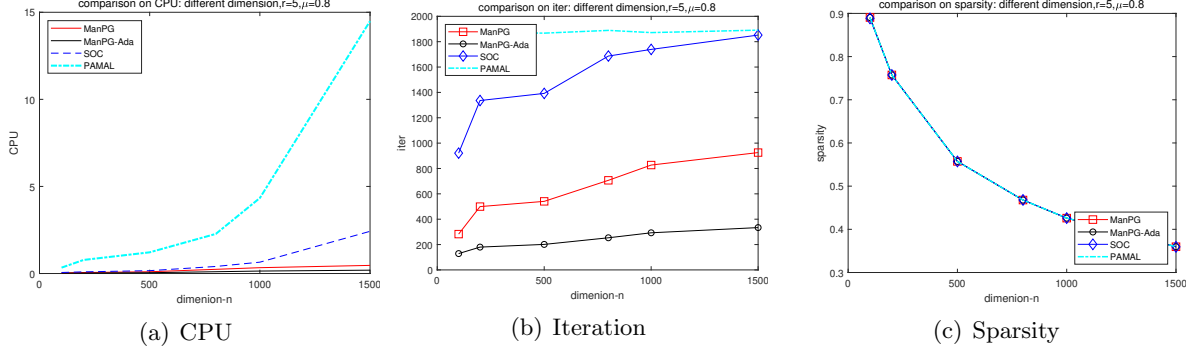 comparison on CPU: different dimension,r=5,μ=0.8
15
10
5
0
CPU
ManPG
ManPG-Ada
SOC
PAMAL
0
500
1000
1500
dimenion-n
(a) CPU
comparison on iter: different dimension,r=5,μ=0.8
2000
1800
1600
1400
1200
1000
800
600
400
200
0
iter
ManPG
ManPG-Ada
SOC
PAMAL
0
500
1000
1500
dimenion-n
(b) Iteration
comparison on sparsity: different dimension,r=5,μ=0.8
0.9
0.8
0.7
0.6
0.5
0.4
0.3
sparsity
ManPG
ManPG-Ada
SOC
PAMAL
0
500
1000
1500
dimenion-n
(c) Sparsity